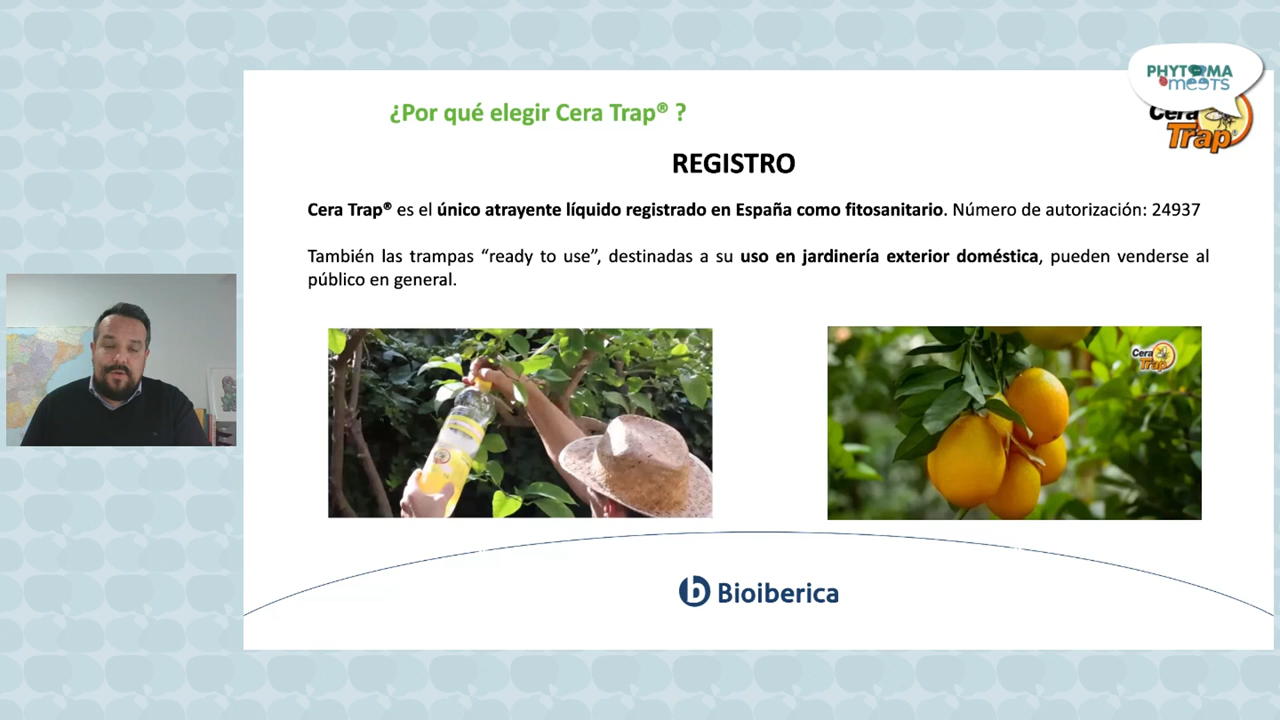 PHYTOMA
meets
Cera
Trap®
¿Por qué elegir Cera Trap® ?
REGISTRO
Cera Trap® es el único atrayente líquido registrado en España como fitosanitario. Número de autorización: 24937
También las trampas “ready to use”, destinadas a su uso en jardinería exterior doméstica, pueden venderse al
público en general.
Cera
Trap
Bioiberica